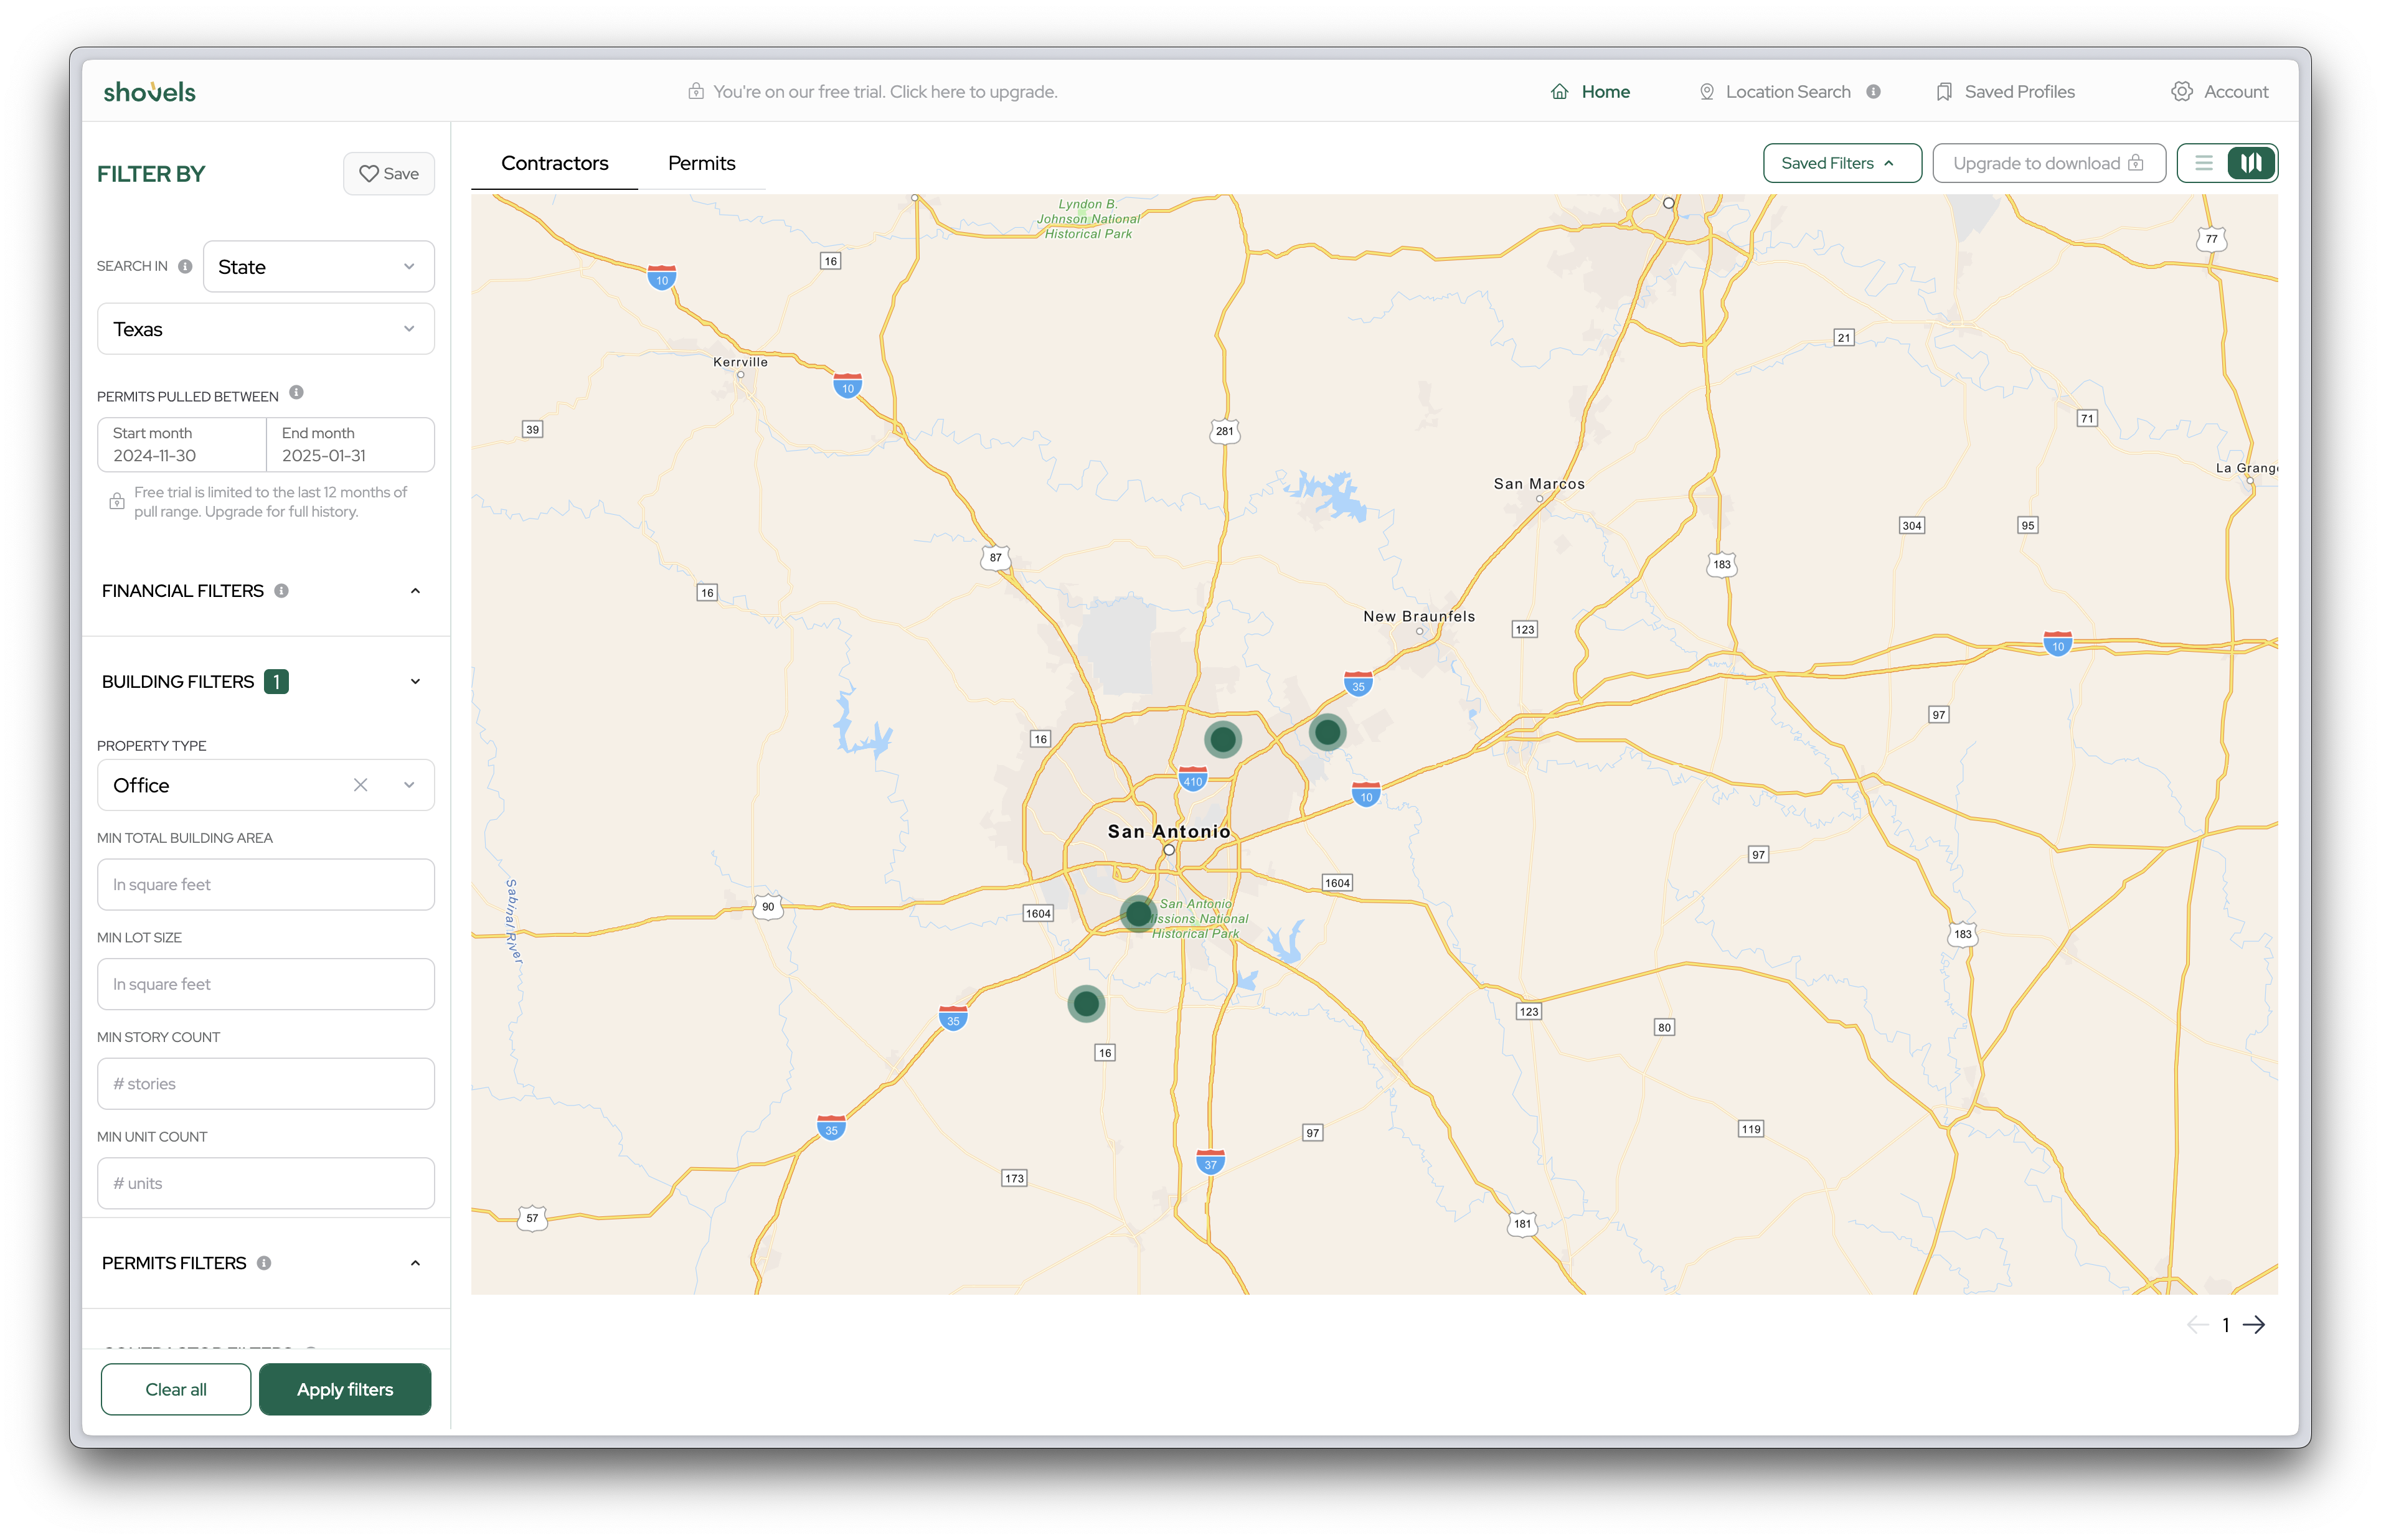 shovels
You're on our free trial. Click here to upgrade.
Home
Location Search
Saved Profiles
Account
FILTER BY
Save
SEARCH IN
State
Texas
PERMITS PULLED BETWEEN
Start month
2024-11-30
End month
2025-01-31
Free trial is limited to the last 12 months of
pull range. Upgrade for full history.
FINANCIAL FILTERS
BUILDING FILTERS 1
PROPERTY TYPE
Office
MIN TOTAL BUILDING AREA
In square feet
MIN LOT SIZE
In square feet
MIN STORY COUNT
# stories
MIN UNIT COUNT
# units
PERMITS FILTERS
Clear all
Apply filters
Contractors
Permits
Saved Filters
Upgrade to download
Lyndon B.
Johnson National
Historical Park
77
16
10
21
Kerrville
10
71
39
281
La Grang
San Marcos
304
95
87
183
16
New Braunfels
123
10
35
97
16
410
10
San Antonio
97
1604
Sabinal River
90
1604
San Antonio
issions National
Historical Park
183
35
123
80
16
35
97
119
37
173
57
181
1